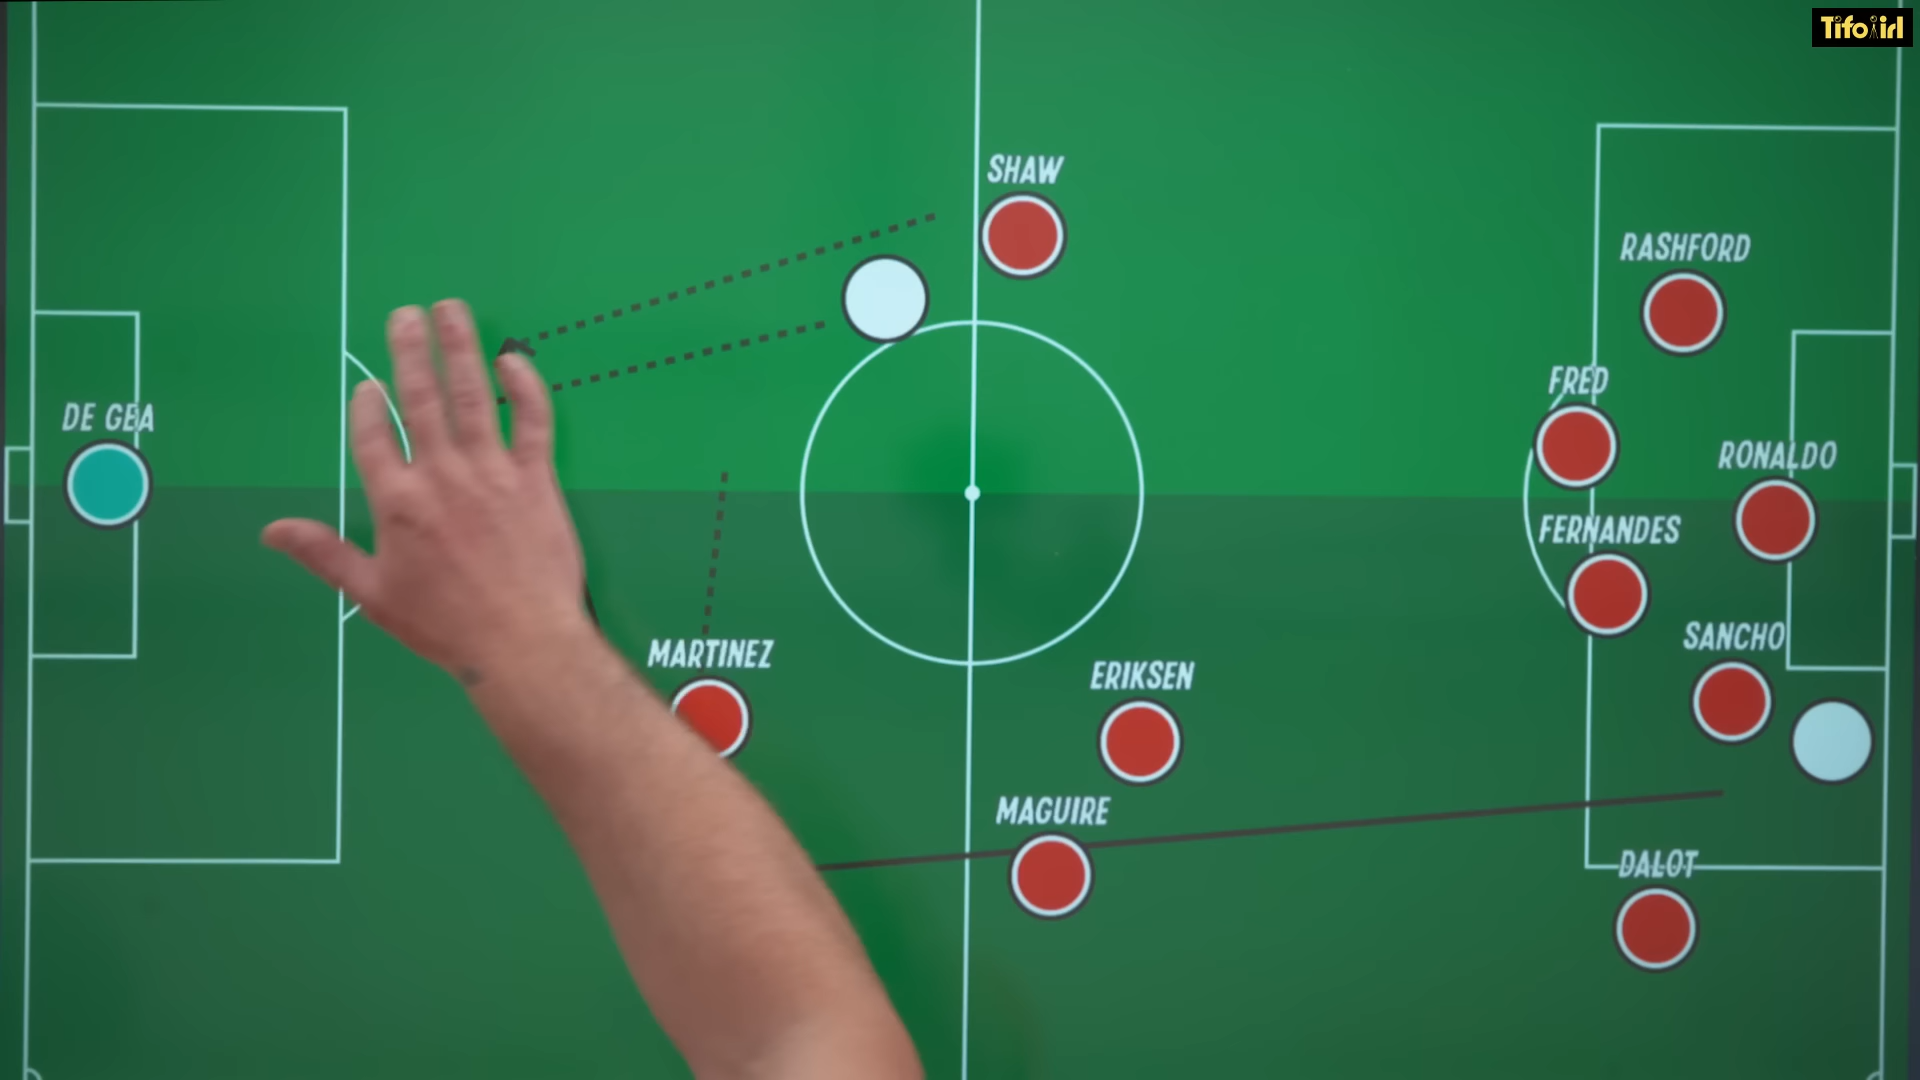 Tifo irl
SHAW
RASHFORD
FRED
DE GEA
RONALDO
FERNANDES
SANCHO
MARTINEZ
ERIKSEN
MAGUIRE
DALOT